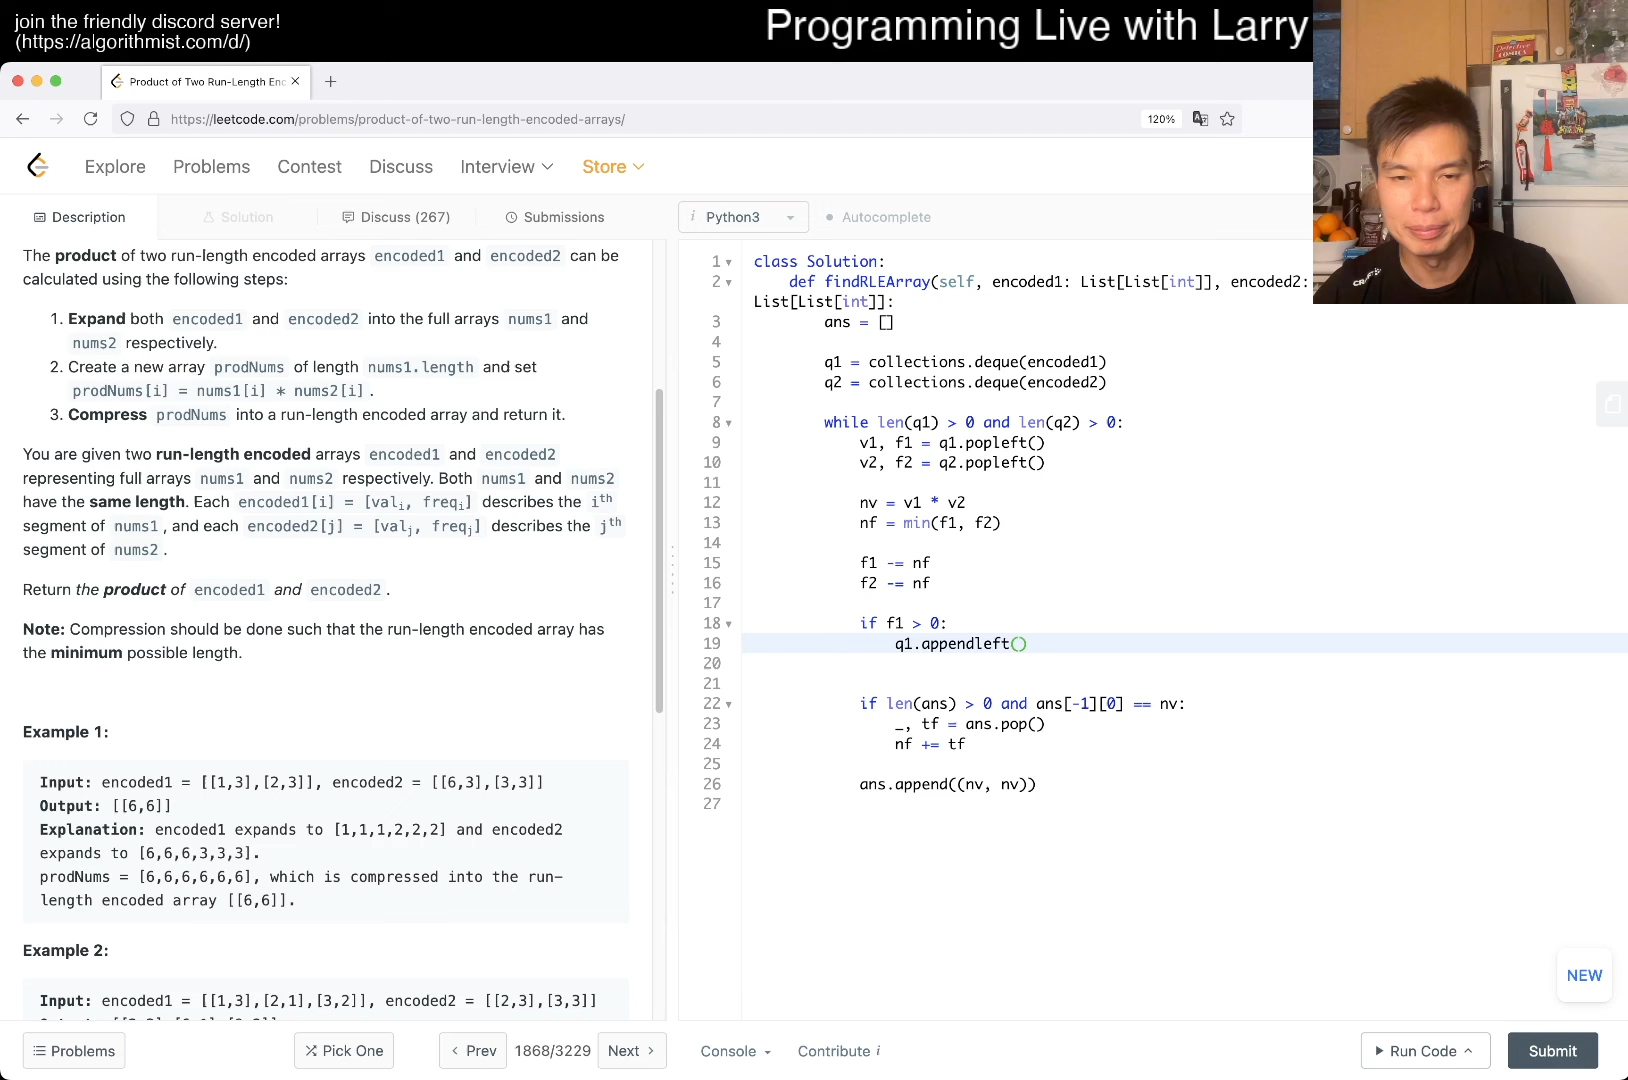 join the friendly discord server!
(https://algorithmist.com/d/)
Programming Live with Larry
Product of Two Run-Length Enc
https://leetcode.com/problems/product-of-two-run-length-encoded-arrays/
120%
Explore Problems Contest Discuss Interview Store
Description Solution Discuss (267) Submissions
i Python3 Autocomplete
The product of two run-length encoded arrays encoded1 and encoded2 can be
calculated using the following steps:
1. Expand both encoded1 and encoded2 into the full arrays nums1 and
nums2 respectively.
2. Create a new array prodNums of length nums1.length and set
prodNums[i] = nums1[i] * nums2[i].
3. Compress prodNums into a run-length encoded array and return it.
You are given two run-length encoded arrays encoded1 and encoded2
representing full arrays nums1 and nums2 respectively. Both nums1 and nums2
have the same length. Each encoded1[i] = [vali, freqi] describes the ith
segment of nums1, and each encoded2[j] = [valj, freqj] describes the jth
segment of nums2.
Return the product of encoded1 and encoded2.
Note: Compression should be done such that the run-length encoded array has
the minimum possible length.
Example 1:
Input: encoded1 = [[1,3],[2,3]], encoded2 = [[6,3],[3,3]]
Output: [[6,6]]
Explanation: encoded1 expands to [1,1,1,2,2,2] and encoded2
expands to [6,6,6,3,3,3].
prodNums = [6,6,6,6,6,6], which is compressed into the run-
length encoded array [[6,6]].
Example 2:
Input: encoded1 = [[1,3],[2,1],[3,2]], encoded2 = [[2,3],[3,3]]
1 class Solution:
2 def findRLEArray(self, encoded1: List[List[int]], encoded2:
List[List[int]]:
3 ans = []
4
5 q1 = collections.deque(encoded1)
6 q2 = collections.deque(encoded2)
7
8 while len(q1) > 0 and len(q2) > 0:
9 v1, f1 = q1.popleft()
10 v2, f2 = q2.popleft()
11
12 nv = v1 * v2
13 nf = min(f1, f2)
14
15 f1 -= nf
16 f2 -= nf
17
18 if f1 > 0:
19 q1.appendleft()
20
21
22 if len(ans) > 0 and ans[-1][0] == nv:
23 _, tf = ans.pop()
24 nf += tf
25
26 ans.append((nv, nv))
27
NEW
Problems Pick One < Prev 1868/3229 Next > Console Contribute i Run Code Submit